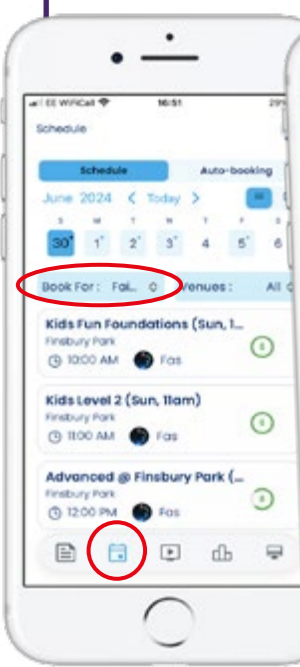 EE WiFiCall 16:51 29%
Schedule
Schedule Auto-booking
June 2024 < Today >
S M T W T F S
30 1 2 3 4 5 6
Book For : Fai... Venues : All
Kids Fun Foundations (Sun, 1...
Finsbury Park
10:00 AM Fas
Kids Level 2 (Sun, 11am)
Finsbury Park
11:00 AM Fas
Advanced @ Finsbury Park (...
Finsbury Park
12:00 PM Fas